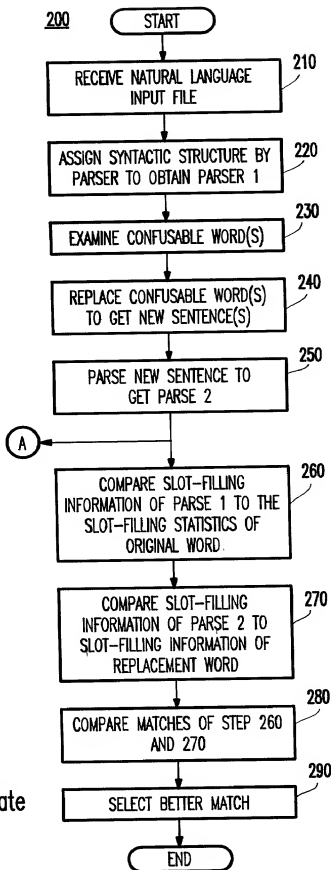 200
START
210
RECEIVE NATURAL LANGUAGE
INPUT FILE
220
ASSIGN SYNTACTIC STRUCTURE BY
PARSER TO OBTAIN PARSER 1
230
EXAMINE CONFUSABLE WORD(S)
240
REPLACE CONFUSABLE WORD(S)
TO GET NEW SENTENCE(S)
250
PARSE NEW SENTENCE TO
GET PARSE 2
A
260
COMPARE SLOT-FILLING
INFORMATION OF PARSE 1 TO THE
SLOT-FILLING STATISTICS OF
ORIGINAL WORD.
270
COMPARE SLOT-FILLING
INFORMATION OF PARSE 2 TO
SLOT-FILLING INFORMATION OF
REPLACEMENT WORD
280
COMPARE MATCHES OF STEP 260
AND 270
290
SELECT BETTER MATCH
END